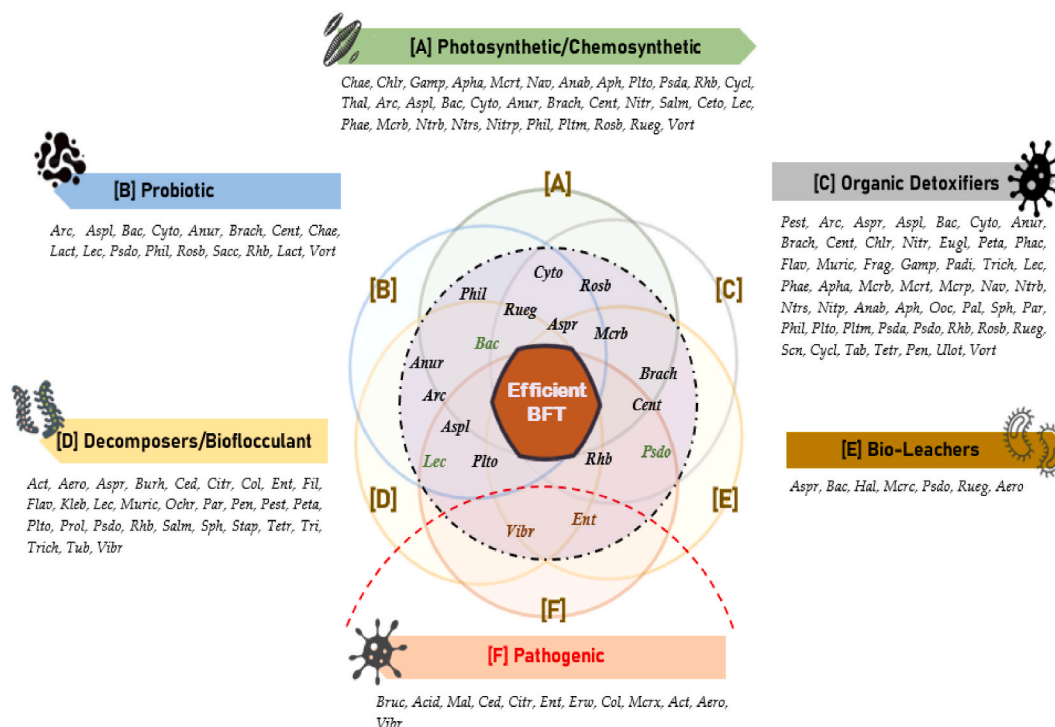 [A] Photosynthetic/Chemosynthetic
Chae, Chlr, Gamp, Apha, Mcrt, Nav, Anab, Aph, Plto, Psda, Rhb, Cycl,
Thal, Arc, Aspl, Bac, Cyto, Anur, Brach, Cent, Nitr, Salm, Ceto, Lec,
Phae, Mcrb, Ntrb, Ntrs, Nitrp, Phil, Pltm, Rosb, Rueg, Vort
[B] Probiotic
Arc, Aspl, Bac, Cyto, Anur, Brach, Cent, Chae,
Lact, Lec, Psdo, Phil, Rosb, Sacc, Rhb, Lact, Vort
[C] Organic Detoxifiers
Pest, Arc, Aspr, Aspl, Bac, Cyto, Anur,
Brach, Cent, Chlr, Nitr, Eugl, Peta, Phac,
Flav, Muric, Frag, Gamp, Padi, Trich, Lec,
Phae, Apha, Mcrb, Mcrt, Mcrp, Nav, Ntrb,
Ntrs, Nitp, Anab, Aph, Ooc, Pal, Sph, Par,
Phil, Plto, Pltm, Psda, Psdo, Rhb, Rosb, Rueg,
Scn, Cycl, Tab, Tetr, Pen, Ulot, Vort
[D] Decomposers/Bioflocculant
Act, Aero, Aspr, Burh, Ced, Citr, Col, Ent, Fil,
Flav, Kleb, Lec, Muric, Ochr, Par, Pen, Pest, Peta,
Plto, Prol, Psdo, Rhb, Salm, Sph, Stap, Tetr, Tri,
Trich, Tub, Vibr
[E] Bio-Leachers
Aspr, Bac, Hal, Mcrc, Psdo, Rueg, Aero
[A]
[B]
[C]
Cyto
Phil
Rosb
Rueg
Aspr
Mcrb
Bac
Anur
Brach
Arc
Efficient
BFT
Cent
Aspl
Lec
Plto
Rhb
Psdo
[D]
[E]
Vibr
Ent
[F]
[F] Pathogenic
Bruc, Acid, Mal, Ced, Citr, Ent, Erw, Col, Mcrx, Act, Aero,
Vibr